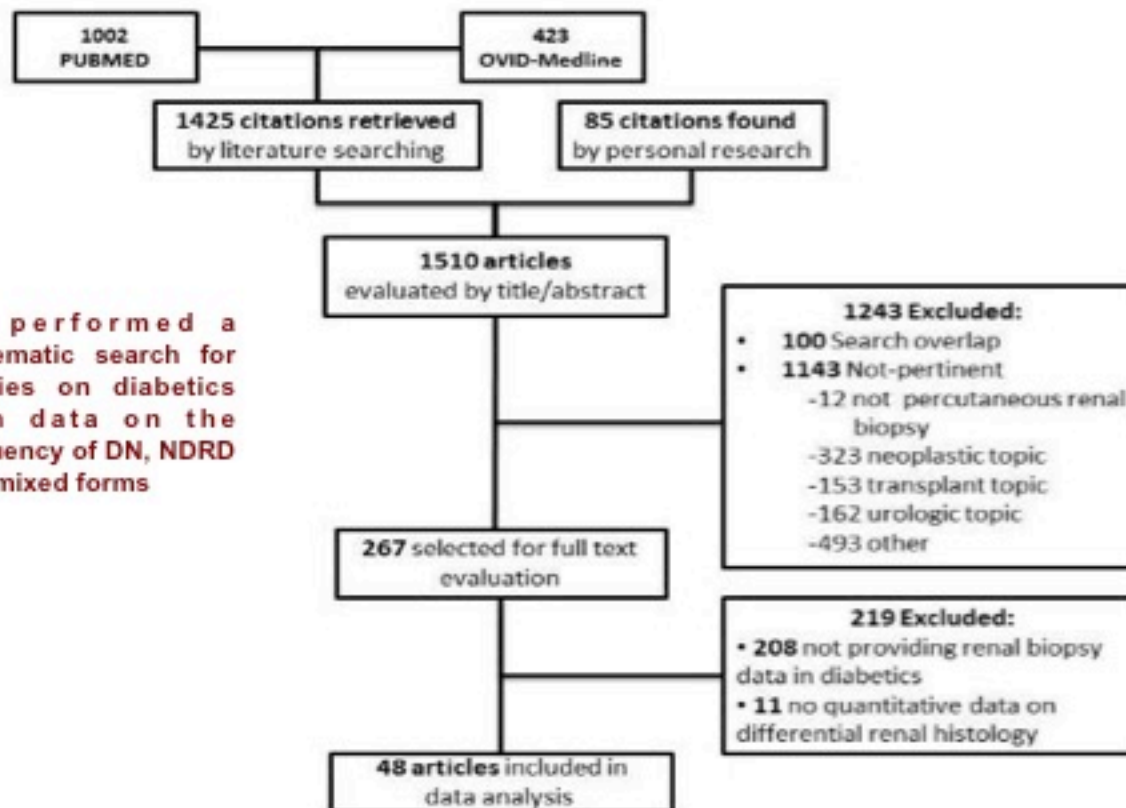 1002
PUBMED
423
OVID-Medline
1425 citations retrieved
by literature searching
85 citations found
by personal research
1510 articles
evaluated by title/abstract
performed a
ematic search for
ies on diabetics
data on the
uency of DN, NDRD
mixed forms
1243 Excluded:
• 100 Search overlap
• 1143 Not-pertinent
-12 not percutaneous renal
biopsy
-323 neoplastic topic
-153 transplant topic
-162 urologic topic
-493 other
267 selected for full text
evaluation
219 Excluded:
• 208 not providing renal biopsy
data in diabetics
• 11 no quantitative data on
differential renal histology
48 articles included in
data analysis